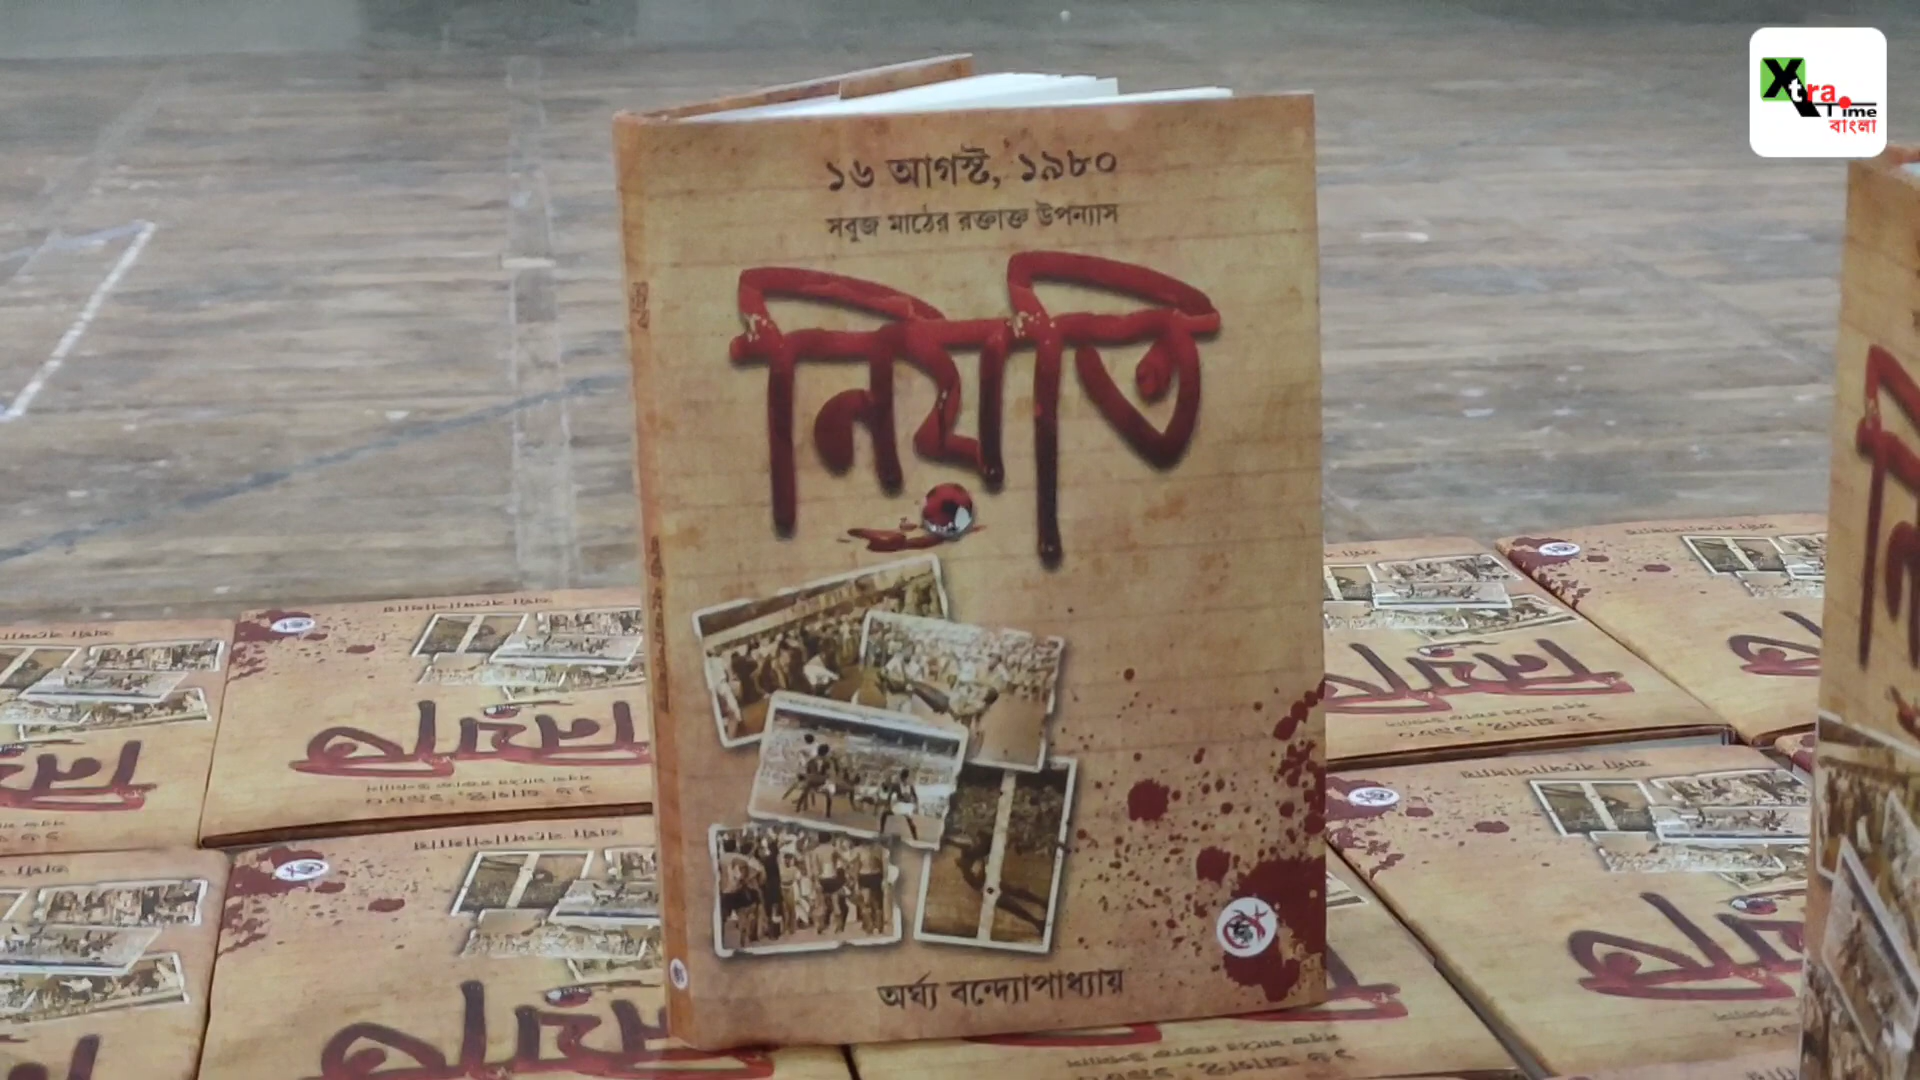 Xtra Time
বাংলা
১৬ আগস্ট, ১৯৮০
সবুজ মাঠের রক্তাক্ত উপন্যাস
নিয়তি
অর্ঘ্য বন্দ্যোপাধ্যায়